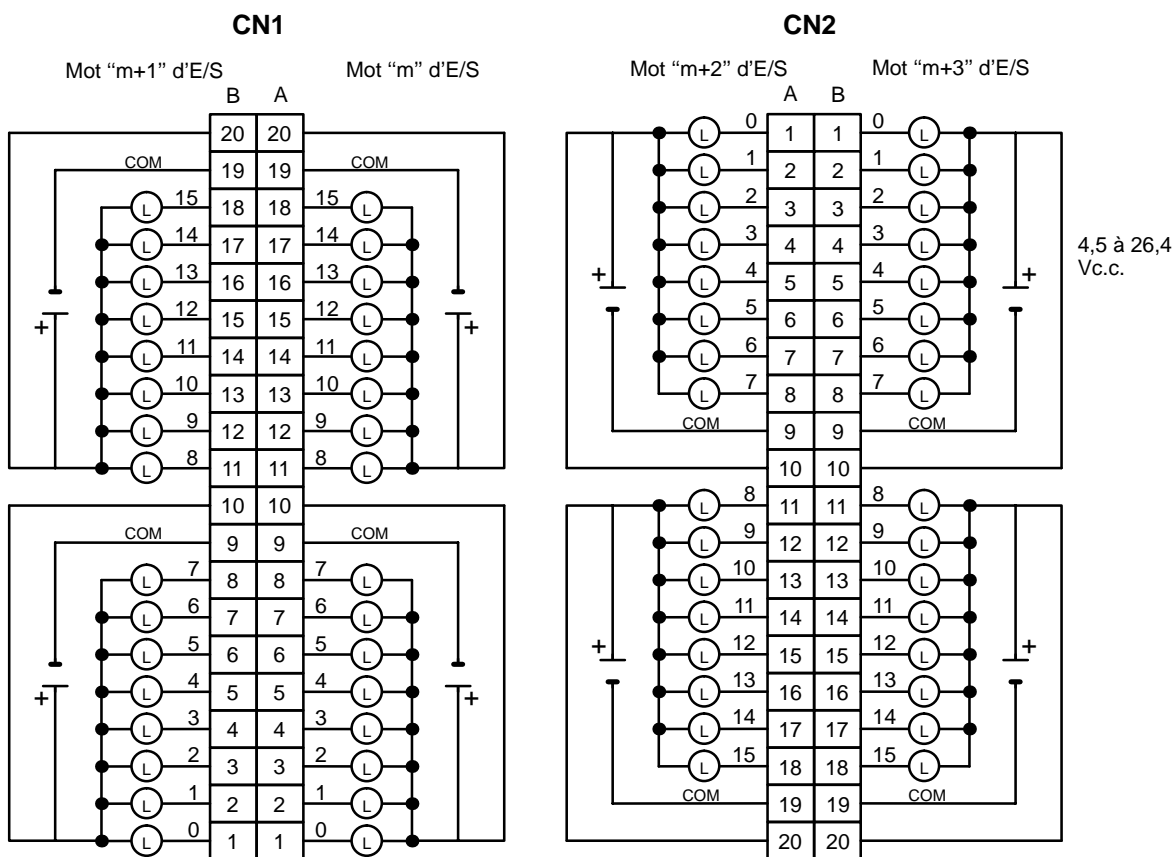 CN1 CN2
Mot “m+1” d’E/S Mot “m” d’E/S Mot “m+2” d’E/S Mot “m+3” d’E/S
B A A B
20 20 0 L 1 1 0 L
COM 19 19 COM 1 L 2 2 1 L
L 15 18 18 15 L 2 L 3 3 2 L
L 14 17 17 14 L 3 L 4 4 3 L 4,5 à 26,4
Vc.c.
L 13 16 16 13 L + 4 L 5 5 4 L +
+ L 12 15 15 12 L + 5 L 6 6 5 L
L 11 14 14 11 L 6 L 7 7 6 L
L 10 13 13 10 L 7 L 8 8 7 L
L 9 12 12 9 L COM 9 9 COM
L 8 11 11 8 L 10 10
10 10 L 8 11 11 8 L
COM 9 9 COM L 9 12 12 9 L
L 7 8 8 7 L L 10 13 13 10 L
L 6 7 7 6 L L 11 14 14 11 L
L 5 6 6 5 L + L 12 15 15 12 L +
+ L 4 5 5 4 L + L 13 16 16 13 L
L 3 4 4 3 L L 14 17 17 14 L
L 2 3 3 2 L L 15 18 18 15 L
L 1 2 2 1 L COM 19 19 COM
L 0 1 1 0 L 20 20